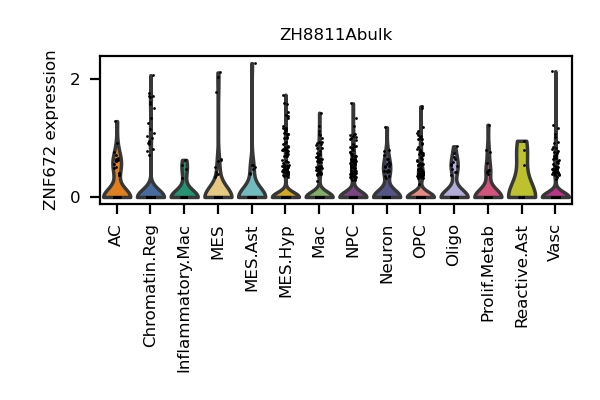 ZH8811Abulk
ZNF672 expression
2
0
AC
Chromatin.Reg
Inflammatory.Mac
MES
MES.Ast
MES.Hyp
Mac
NPC
Neuron
OPC
Oligo
Prolif.Metab
Reactive.Ast
Vasc